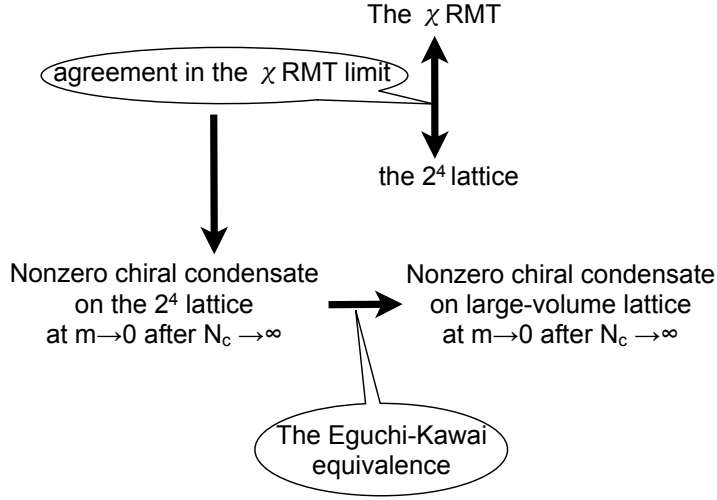 The χ RMT
agreement in the χ RMT limit
the 2⁴ lattice
Nonzero chiral condensate
on the 2⁴ lattice
at m→0 after N_c →∞
Nonzero chiral condensate
on large-volume lattice
at m→0 after N_c →∞
The Eguchi-Kawai
equivalence